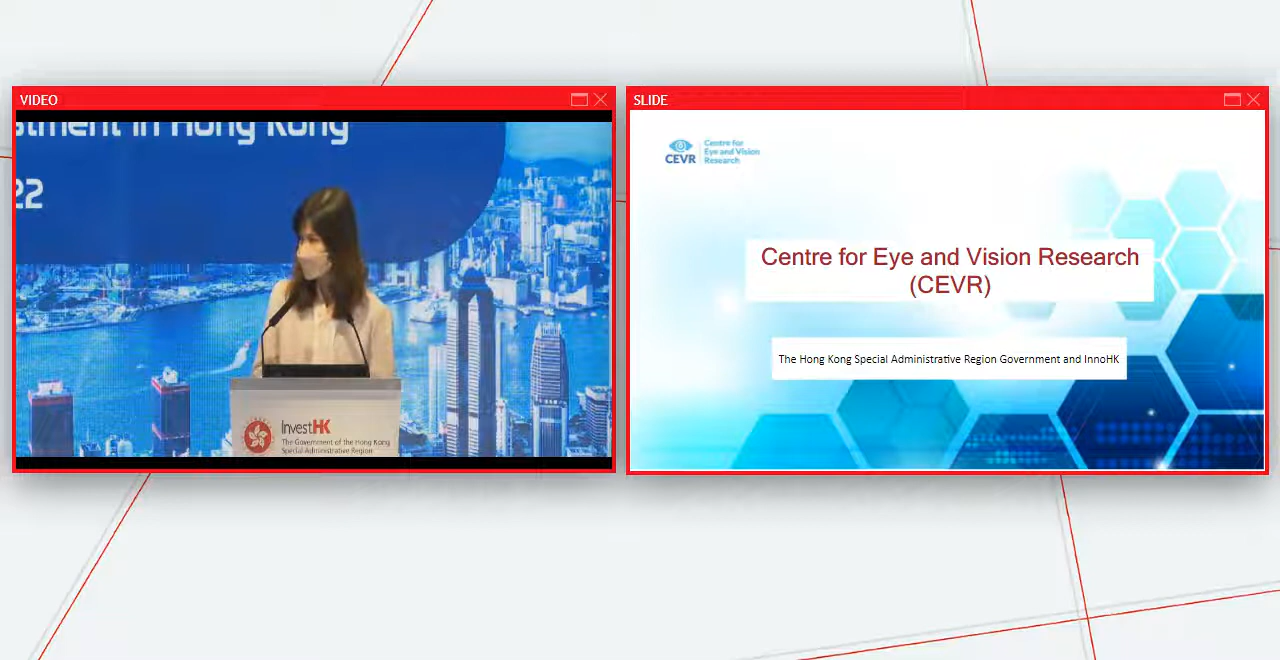 VIDEO
stment in Hong Kong
22
InvestHK
The Government of the Hong Kong
Special Administrative Region
SLIDE
CEVR
Centre for
Eye and Vision
Research
Centre for Eye and Vision Research
(CEVR)
The Hong Kong Special Administrative Region Government and InnoHK